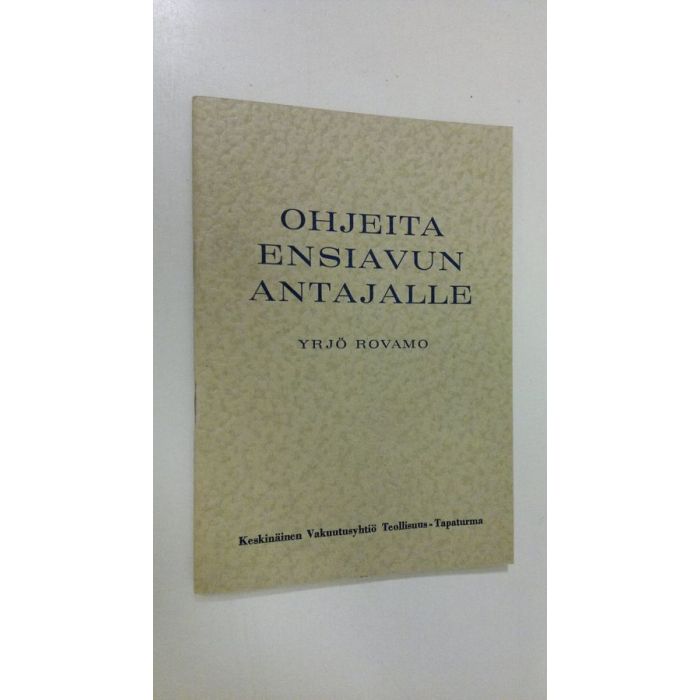 OHJEITA
ENSIAVUN
ANTAJALLE
YRJÖ ROVAMO
Keskinäinen Vakuutusyhtiö Teollisuus-Tapaturma